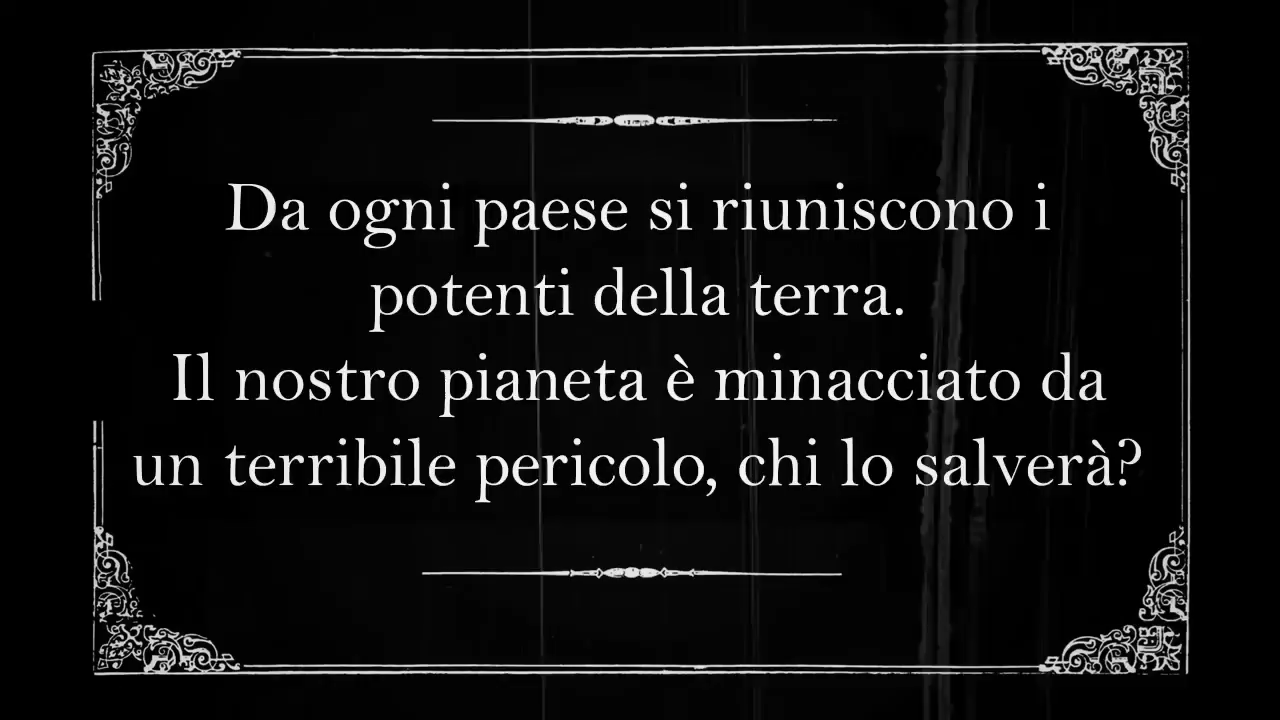 Da ogni paese si riuniscono i
potenti della terra.
Il nostro pianeta è minacciato da
un terribile pericolo, chi lo salverà?